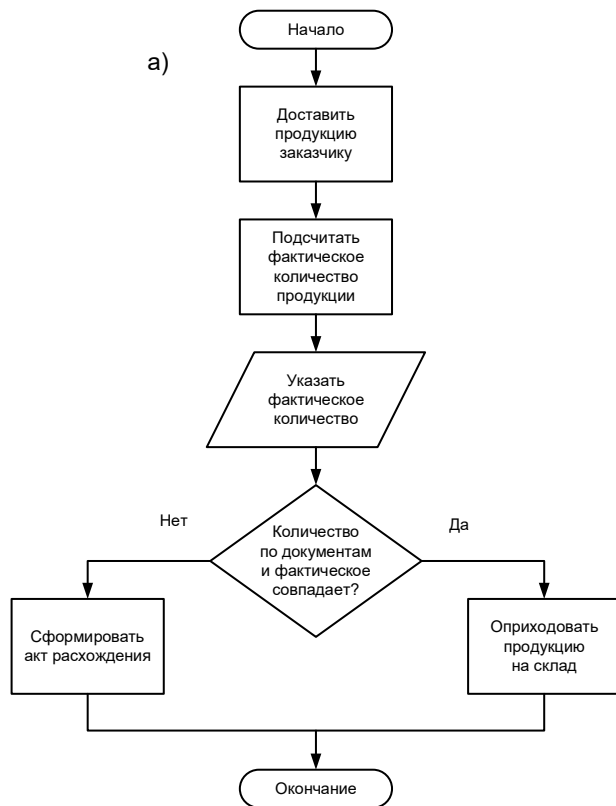 Начало
а)
Доставить
продукцию
заказчику
Подсчитать
фактическое
количество
продукции
Указать
фактическое
количество
Нет
Количество
по документам
и фактическое
совпадает?
Да
Сформировать
акт расхождения
Оприходовать
продукцию
на склад
Окончание